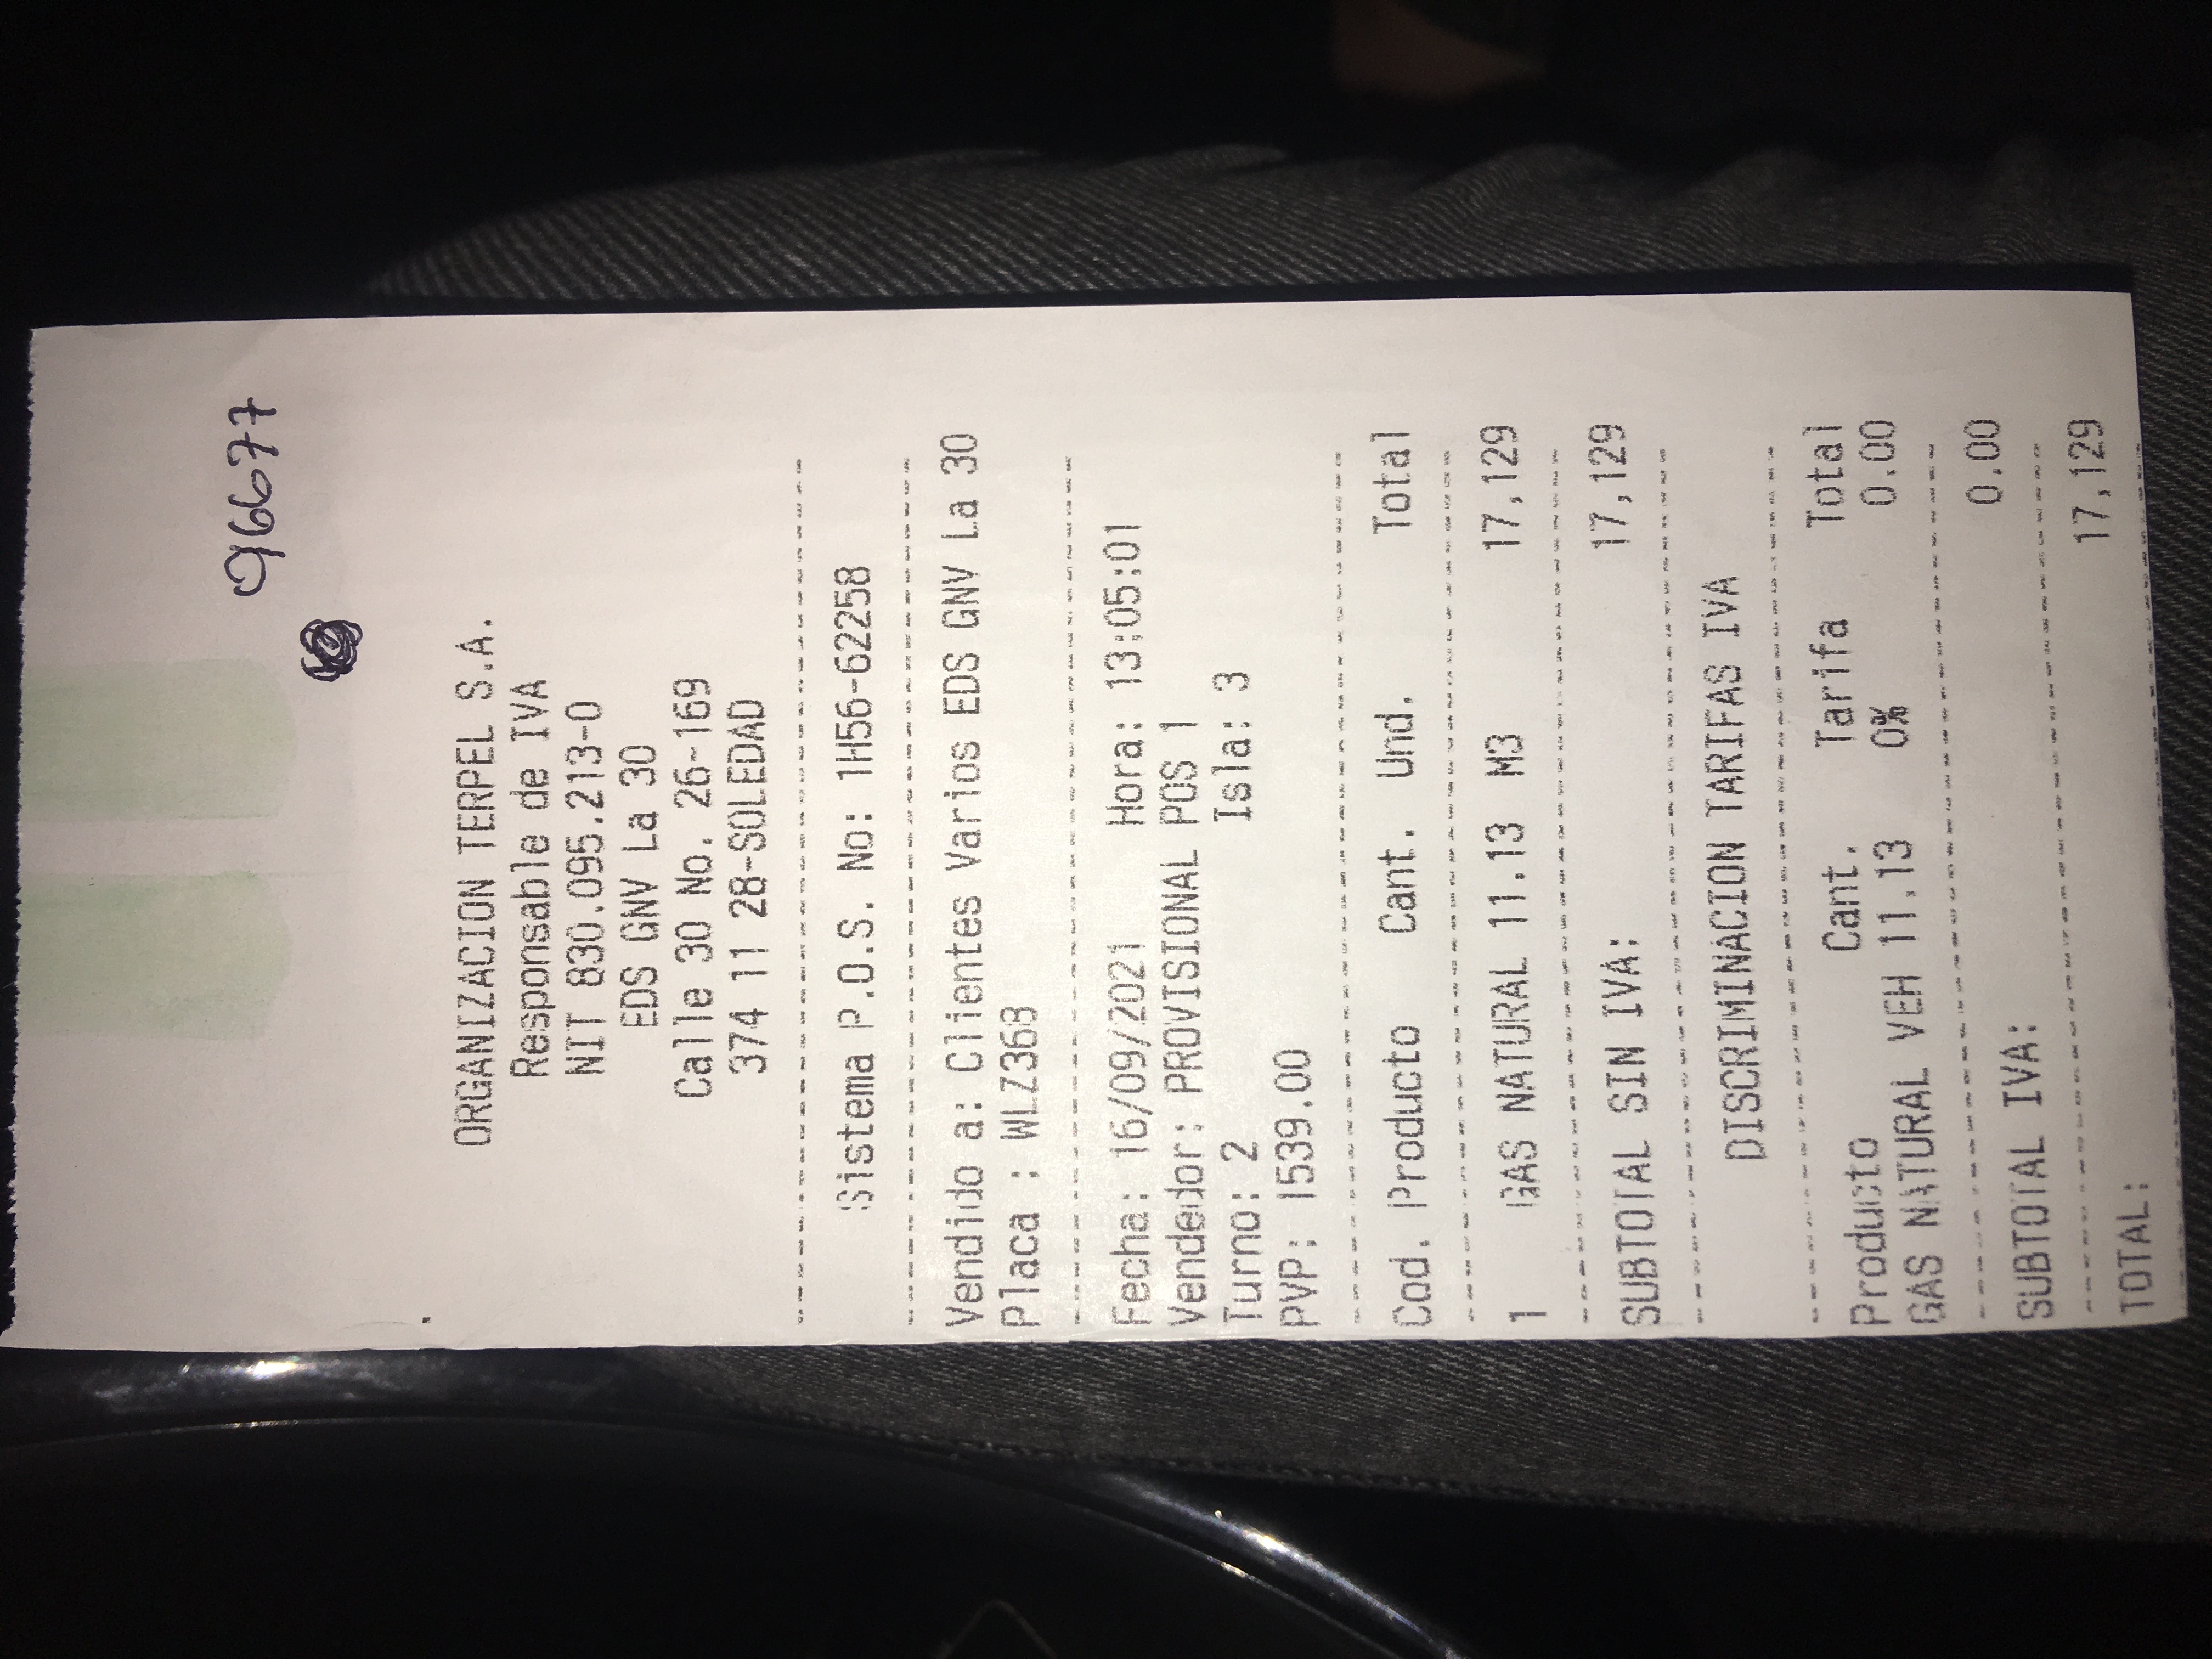 96677
ORGANIZACION TERPEL S.A.
Responsable de IVA
NIT 830.095.213-0
EDS GNV La 30
Calle 30 No. 26-169
374 11 28-SOLEDAD
--------------------------------
Sistema P.O.S. No: 1H56-62258
--------------------------------
Vendido a: Clientes Varios EDS GNV La 30
Placa : WLZ368
--------------------------------
Fecha: 16/09/2021 Hora: 13:05:01
Vendedor: PROVISIONAL POS 1
Turno: 2 Isla: 3
PVP: 1539.00
--------------------------------
Cod. Producto Cant. Und. Total
--------------------------------
1 GAS NATURAL 11.13 M3 17,129
--------------------------------
SUBTOTAL SIN IVA: 17,129
--------------------------------
DISCRIMINACION TARIFAS IVA
--------------------------------
Producto Cant. Tarifa Total
GAS NATURAL VEH 11.13 0% 0.00
--------------------------------
SUBTOTAL IVA: 0.00
--------------------------------
TOTAL: 17,129